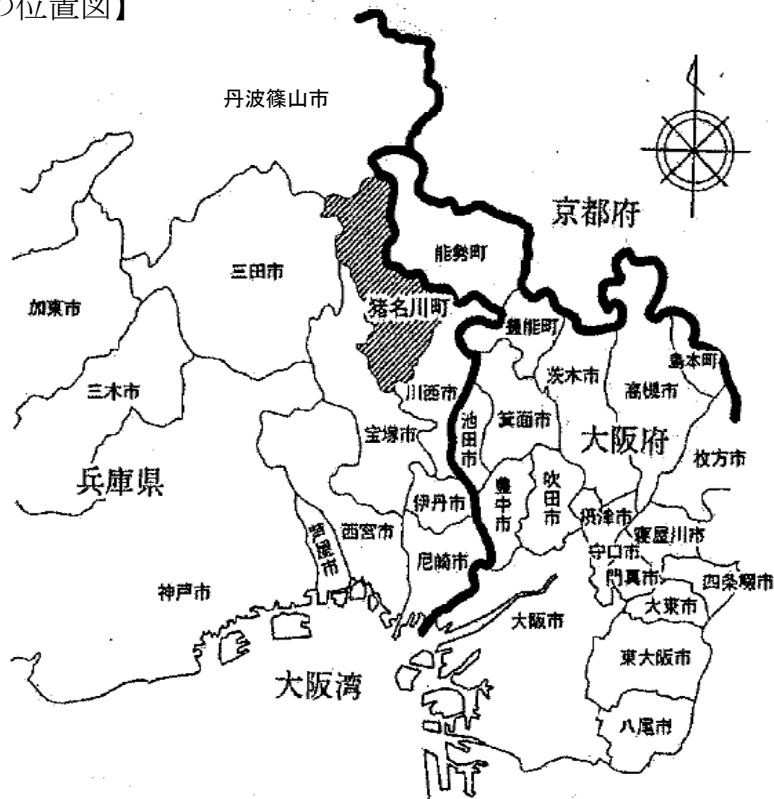 の位置図】
丹波篠山市
京都府
能勢町
三田市
加東市
猪名川町
豊能町
島本町
茨木市
高槻市
三木市
川西市
池田市
箕面市
宝塚市
大阪府
枚方市
兵庫県
豊中市
吹田市
伊丹市
摂津市
西宮市
芦屋市
寝屋川市
守口市
尼崎市
門真市
四条畷市
神戸市
大東市
大阪市
東大阪市
大阪湾
八尾市